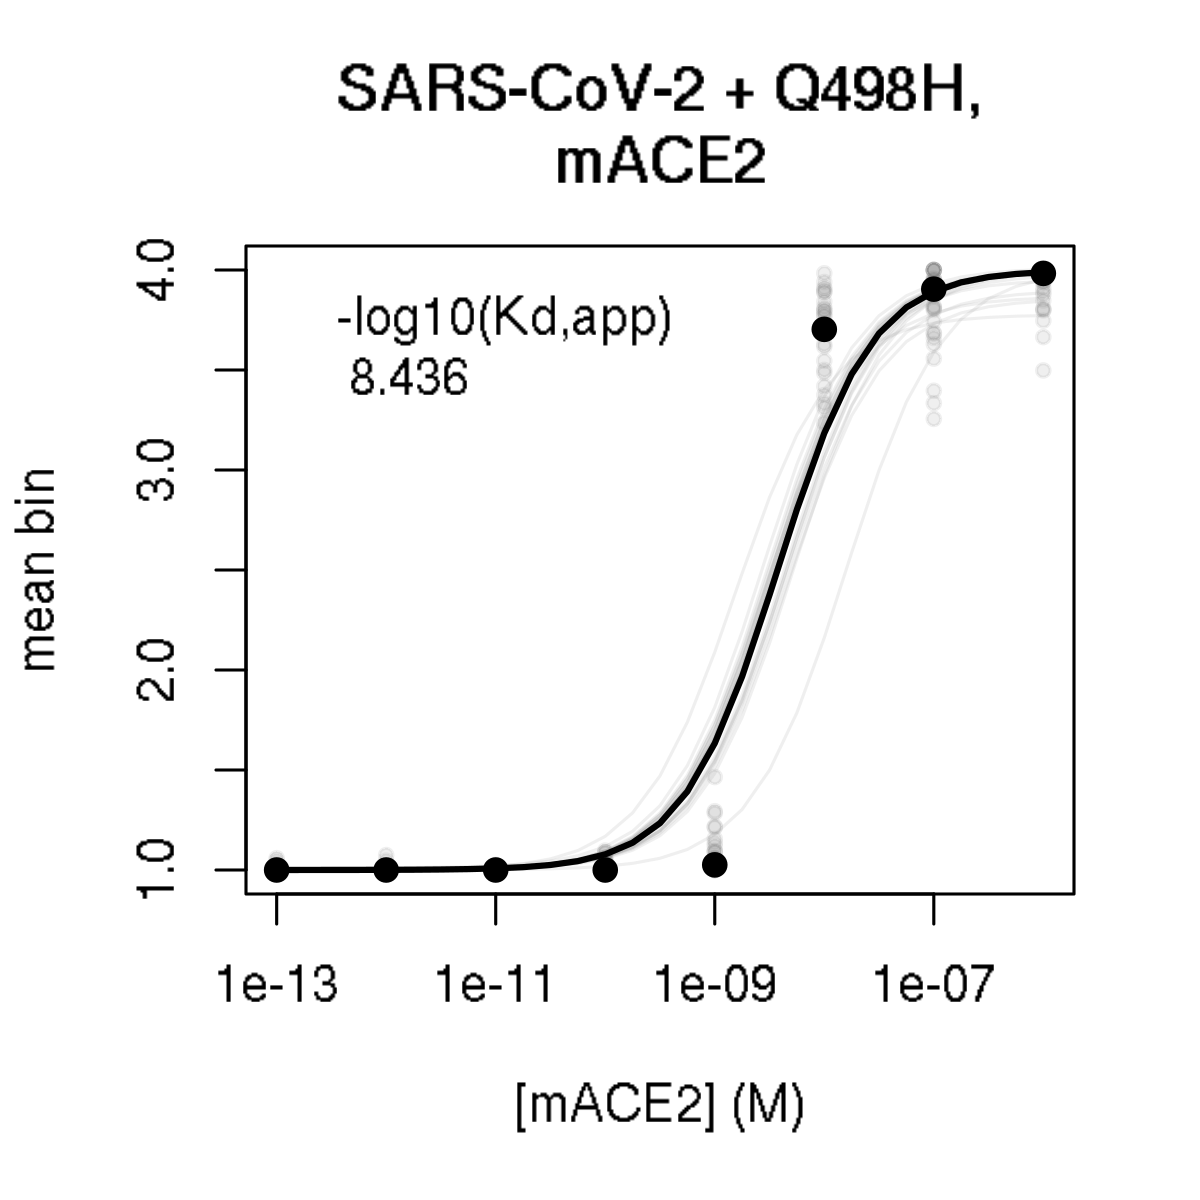 SARS-CoV-2 + Q498H,
mACE2
-log10(Kd,app)
8.436
4.0
3.0
2.0
1.0
mean bin
1e-13
1e-11
1e-09
1e-07
[mACE2] (M)